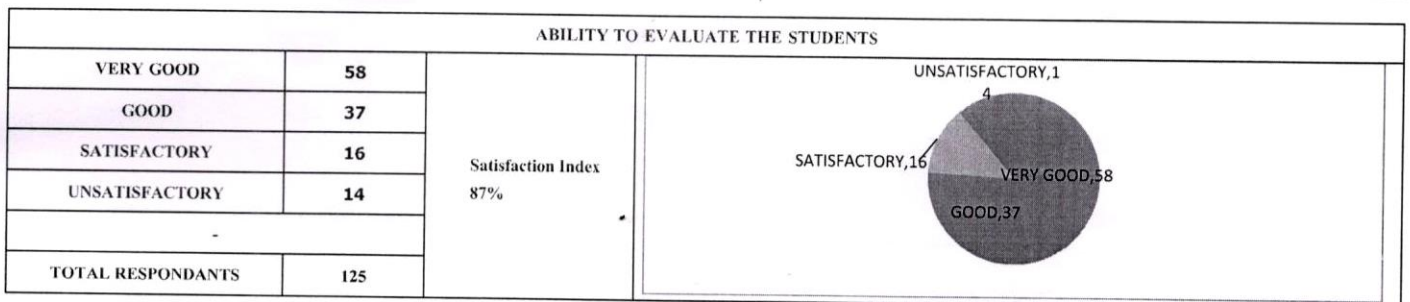 ABILITY TO EVALUATE THE STUDENTS
VERY GOOD 58
GOOD 37
SATISFACTORY 16
UNSATISFACTORY 14
-
TOTAL RESPONDANTS 125
Satisfaction Index
87%
UNSATISFACTORY,1
4
SATISFACTORY,16
VERY GOOD,58
GOOD,37